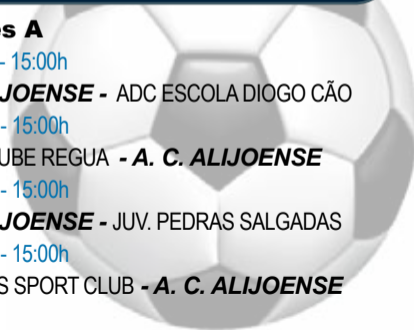 s A
- 15:00h
JOENSE - ADC ESCOLA DIOGO CÃO
- 15:00h
UBE REGUA - A. C. ALIJOENSE
- 15:00h
JOENSE - JUV. PEDRAS SALGADAS
- 15:00h
S SPORT CLUB - A. C. ALIJOENSE